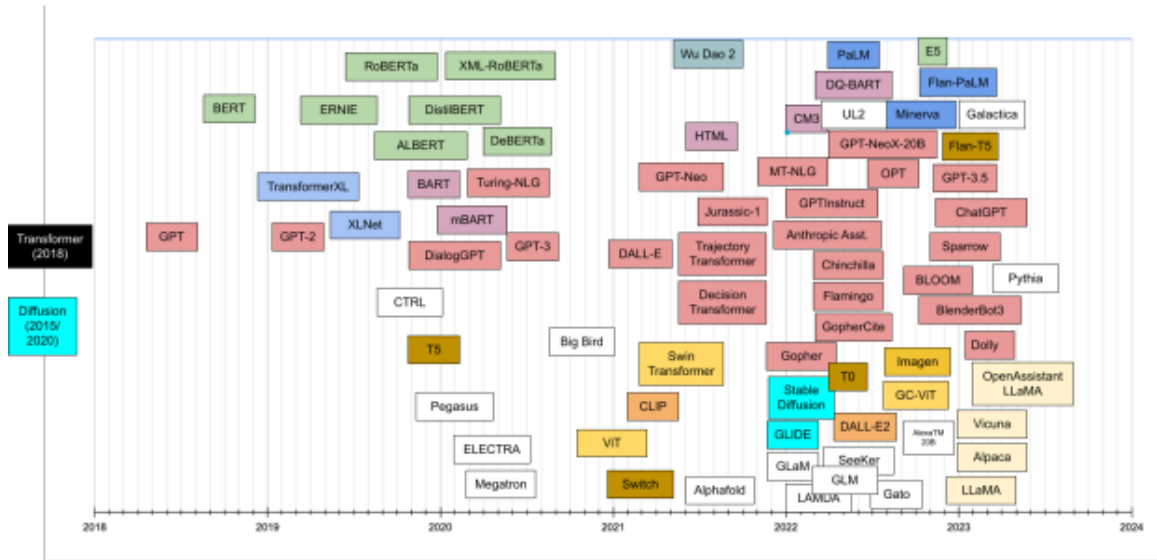 Wu Dao 2
PaLM
E5
RoBERTa
XML-RoBERTa
DQ-BART
Flan-PaLM
BERT
ERNIE
DistilBERT
CM3
UL2
Minerva
Galactica
HTML
ALBERT
DeBERTa
GPT-NeoX-20B
Flan-T5
TransformerXL
BART
Turing-NLG
GPT-Neo
MT-NLG
OPT
GPT-3.5
XLNet
mBART
Jurassic-1
GPTInstruct
ChatGPT
Transformer
(2018)
GPT
GPT-2
DialogGPT
GPT-3
DALL-E
Trajectory
Transformer
Anthropic Asst.
Sparrow
Chinchilla
BLOOM
Pythia
Diffusion
(2015/
2020)
CTRL
Decision
Transformer
Flamingo
BlenderBot3
GopherCite
T5
Big Bird
Swin
Transformer
Gopher
T0
Imagen
Dolly
OpenAssistant
LLaMA
Stable
Diffusion
GC-ViT
Pegasus
CLIP
GLIDE
DALL-E2
AlexaTM
20B
Vicuna
ELECTRA
ViT
GLaM
SeeKer
Alpaca
Megatron
Switch
Alphafold
GLM
LAMDA
Gato
LLaMA
2018
2019
2020
2021
2022
2023
2024